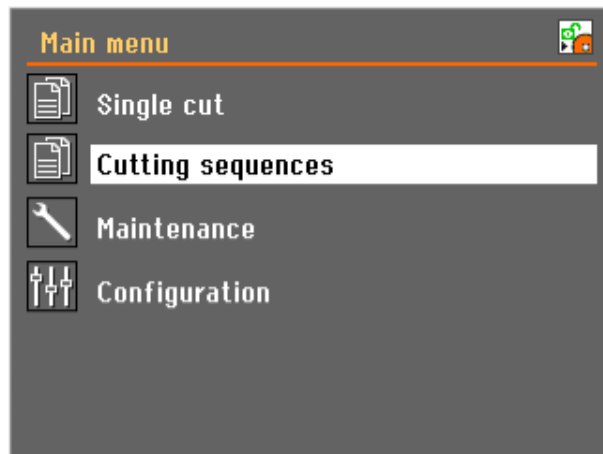 Main menu
Single cut
Cutting sequences
Maintenance
Configuration